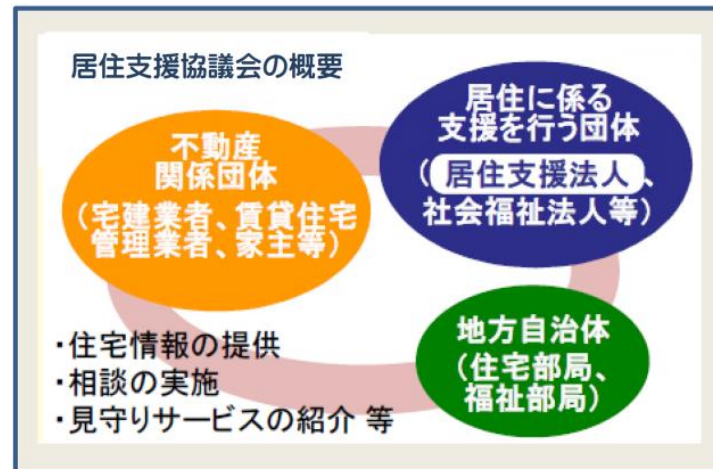 居住支援協議会の概要
不動産
関係団体
(宅建業者、賃貸住宅
管理業者、家主等)
居住に係る
支援を行う団体
(居住支援法人、
社会福祉法人等)
地方自治体
(住宅部局、
福祉部局)
・住宅情報の提供
・相談の実施
・見守りサービスの紹介 等